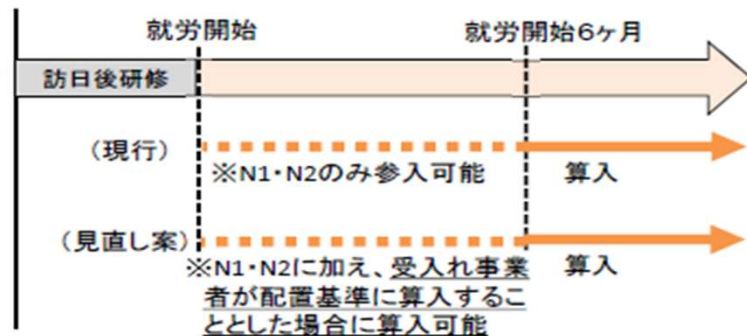 就労開始
就労開始6ヶ月
訪日後研修
(現行)
※N1・N2のみ参入可能
算入
(見直し案)
※N1・N2に加え、受入れ事業
者が配置基準に算入するこ
ととした場合に算入可能
算入